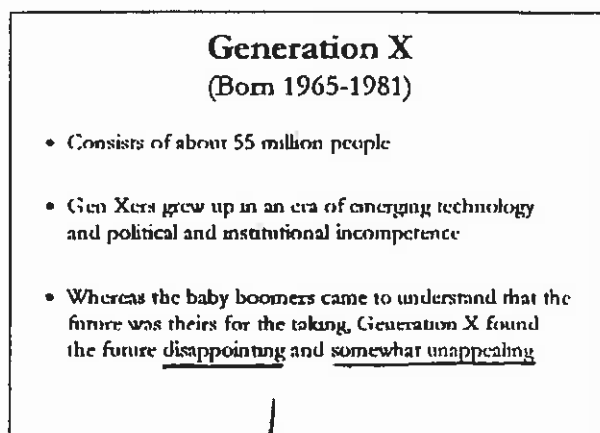 Generation X
(Born 1965-1981)
• Consists of about 55 million people
• Gen Xers grew up in an era of emerging technology
and political and institutional incompetence
• Whereas the baby boomers came to understand that the
future was theirs for the taking, Generation X found
the future disappointing and somewhat unappealing